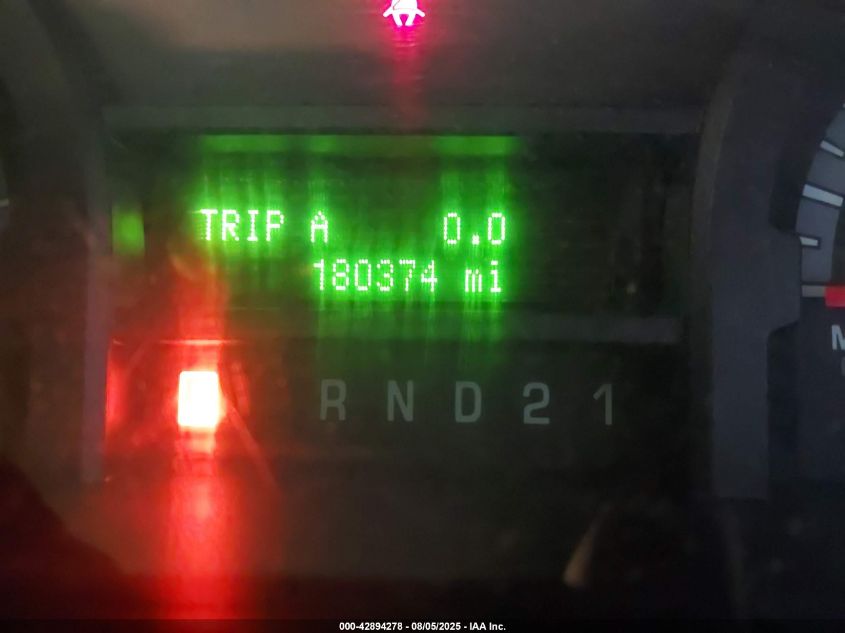 TRIP A 0.0
180374 mi
R N D 2 1
M
000-42894278 - 08/05/2025 - IAA Inc.